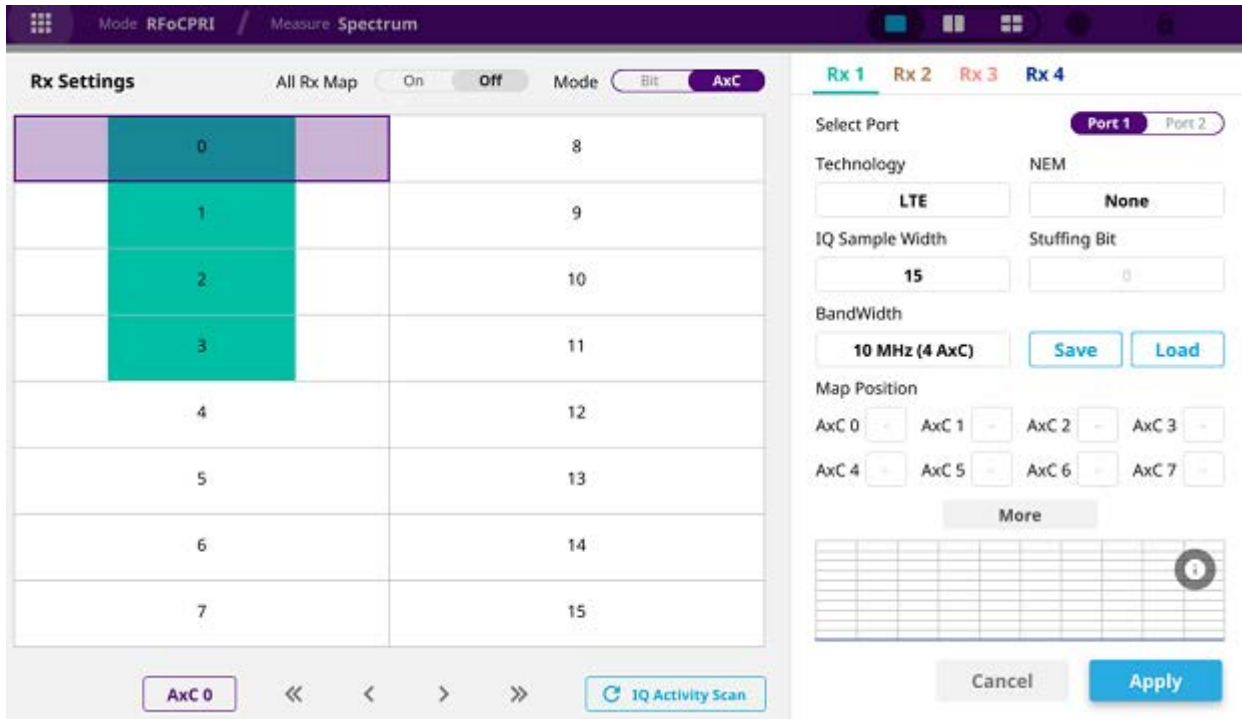 Mode RFoCPRI / Measure Spectrum
Rx Settings All Rx Map On Off Mode Bit AxC
0 8
1 9
2 10
3 11
4 12
5 13
6 14
7 15
AxC 0 « < > » IQ Activity Scan
Rx 1 Rx 2 Rx 3 Rx 4
Select Port Port 1 Port 2
Technology NEM
LTE None
IQ Sample Width Stuffing Bit
15 0
BandWidth
10 MHz (4 AxC) Save Load
Map Position
AxC 0 - AxC 1 - AxC 2 - AxC 3 -
AxC 4 - AxC 5 - AxC 6 - AxC 7 -
More
Cancel Apply